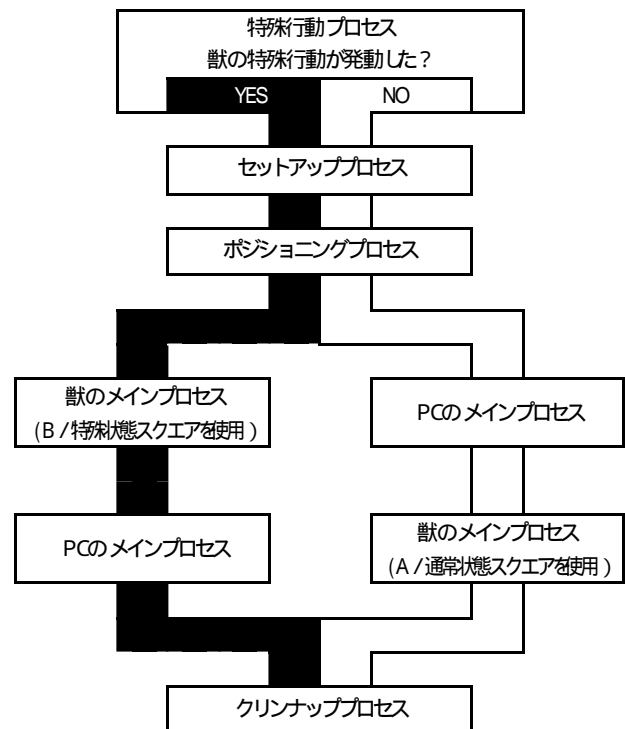 特殊行動プロセス
獣の特殊行動が発動した？
YES NO
セットアッププロセス
ポジショニングプロセス
獣のメインプロセス
(B/特殊状態スクエアを使用)
PCのメインプロセス
PCのメインプロセス
獣のメインプロセス
(A/通常状態スクエアを使用)
クリンナッププロセス